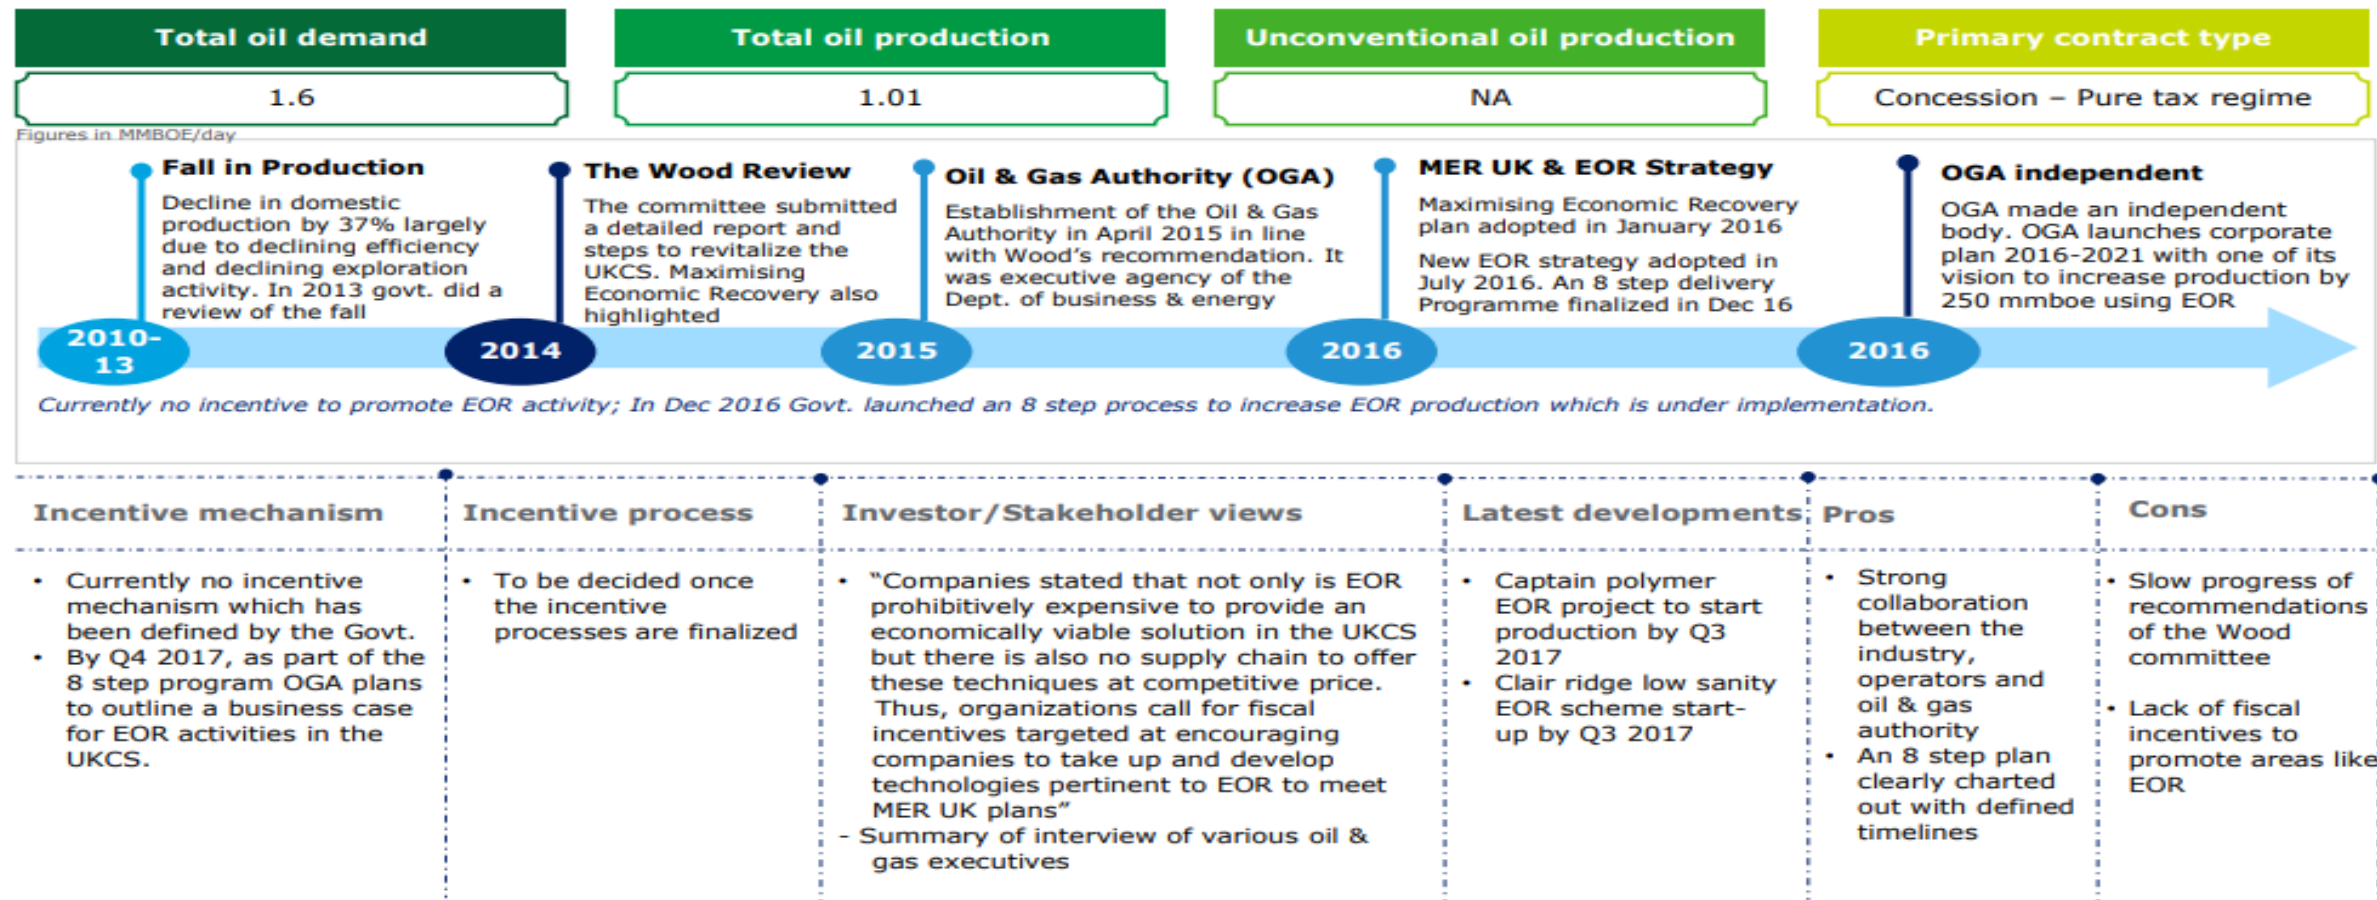 Total oil demand
1.6
Total oil production
1.01
Unconventional oil production
NA
Primary contract type
Concession – Pure tax regime
Figures in MMBOE/day
Fall in Production
Decline in domestic
production by 37% largely
due to declining efficiency
and declining exploration
activity. In 2013 govt. did a
review of the fall
2010-
13
The Wood Review
The committee submitted
a detailed report and
steps to revitalize the
UKCS. Maximising
Economic Recovery also
highlighted
2014
Oil & Gas Authority (OGA)
Establishment of the Oil & Gas
Authority in April 2015 in line
with Wood's recommendation. It
was executive agency of the
Dept. of business & energy
2015
MER UK & EOR Strategy
Maximising Economic Recovery
plan adopted in January 2016
New EOR strategy adopted in
July 2016. An 8 step delivery
Programme finalized in Dec 16
2016
OGA independent
OGA made an independent
body. OGA launches corporate
plan 2016-2021 with one of its
vision to increase production by
250 mmboe using EOR
2016
Currently no incentive to promote EOR activity; In Dec 2016 Govt. launched an 8 step process to increase EOR production which is under implementation.
Incentive mechanism
• Currently no incentive
mechanism which has
been defined by the Govt.
• By Q4 2017, as part of the
8 step program OGA plans
to outline a business case
for EOR activities in the
UKCS.
Incentive process
• To be decided once
the incentive
processes are finalized
Investor/Stakeholder views
• "Companies stated that not only is EOR
prohibitively expensive to provide an
economically viable solution in the UKCS
but there is also no supply chain to offer
these techniques at competitive price.
Thus, organizations call for fiscal
incentives targeted at encouraging
companies to take up and develop
technologies pertinent to EOR to meet
MER UK plans"
- Summary of interview of various oil &
gas executives
Latest developments
• Captain polymer
EOR project to start
production by Q3
2017
• Clair ridge low sanity
EOR scheme start-
up by Q3 2017
Pros
• Strong
collaboration
between the
industry,
operators and
oil & gas
authority
• An 8 step plan
clearly charted
out with defined
timelines
Cons
• Slow progress of
recommendations
of the Wood
committee
• Lack of fiscal
incentives to
promote areas like
EOR